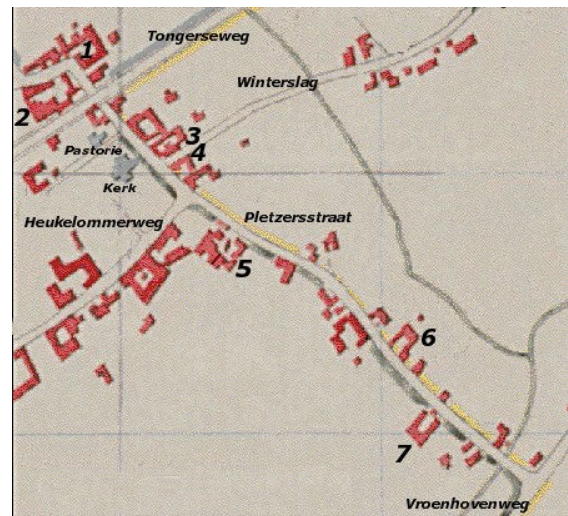 Tongerseweg
1
Winterslag
2
3
Pastorie
4
Kerk
Heukelommerweg
Pletzersstraat
5
6
7
Vroenhovenweg